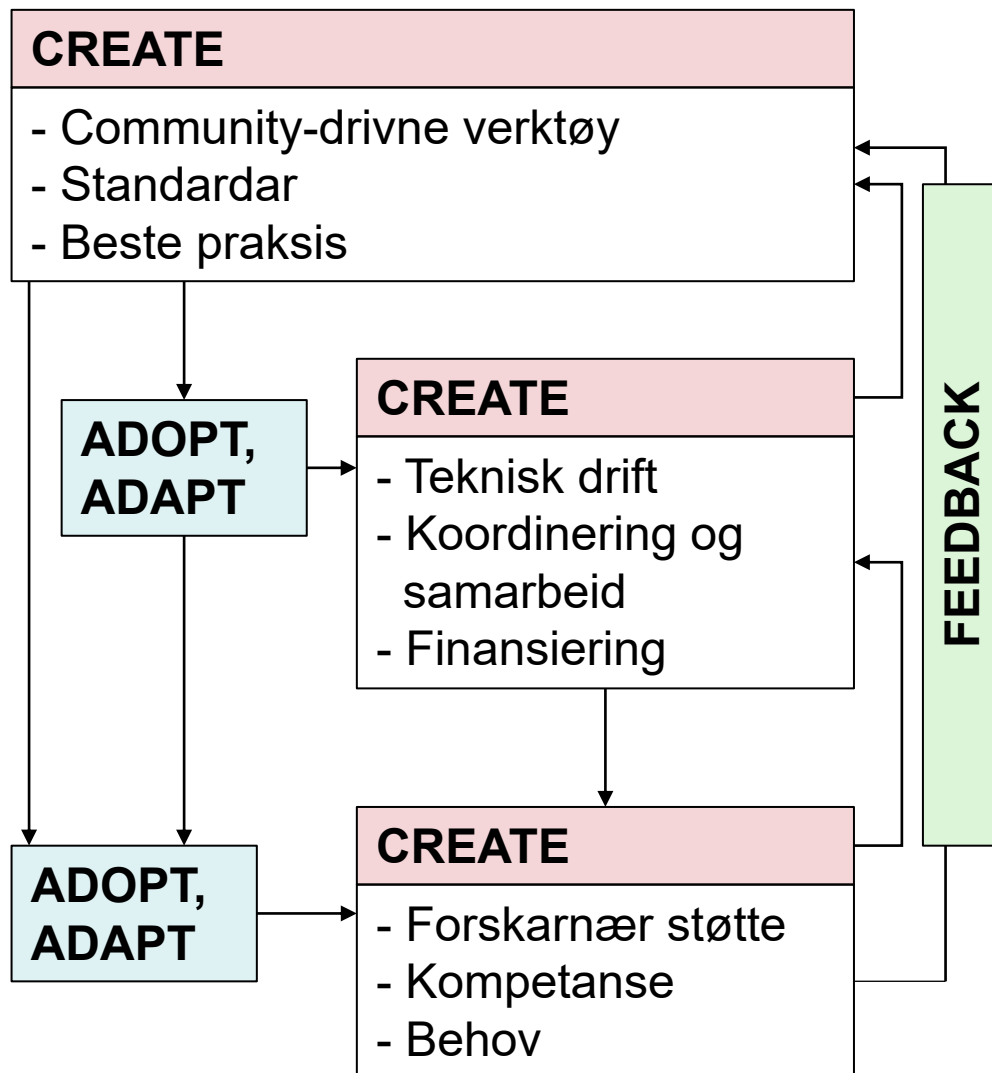 CREATE
- Community-drivne verktøy
- Standardar
- Beste praksis
ADOPT,
ADAPT
CREATE
- Teknisk drift
- Koordinering og
samarbeid
- Finansiering
FEEDBACK
ADOPT,
ADAPT
CREATE
- Forskarnær støtte
- Kompetanse
- Behov